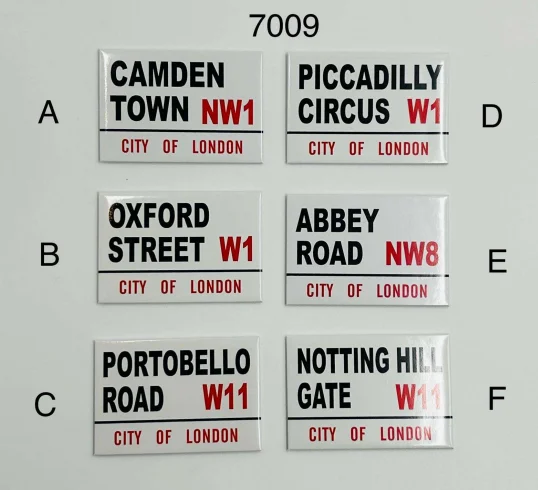 7009
A
CAMDEN
TOWN NW1
CITY OF LONDON
PICCADILLY
CIRCUS W1
CITY OF LONDON
D
B
OXFORD
STREET W1
CITY OF LONDON
ABBEY
ROAD NW8
CITY OF LONDON
E
C
PORTOBELLO
ROAD W11
CITY OF LONDON
NOTTING HILL
GATE W11
CITY OF LONDON
F